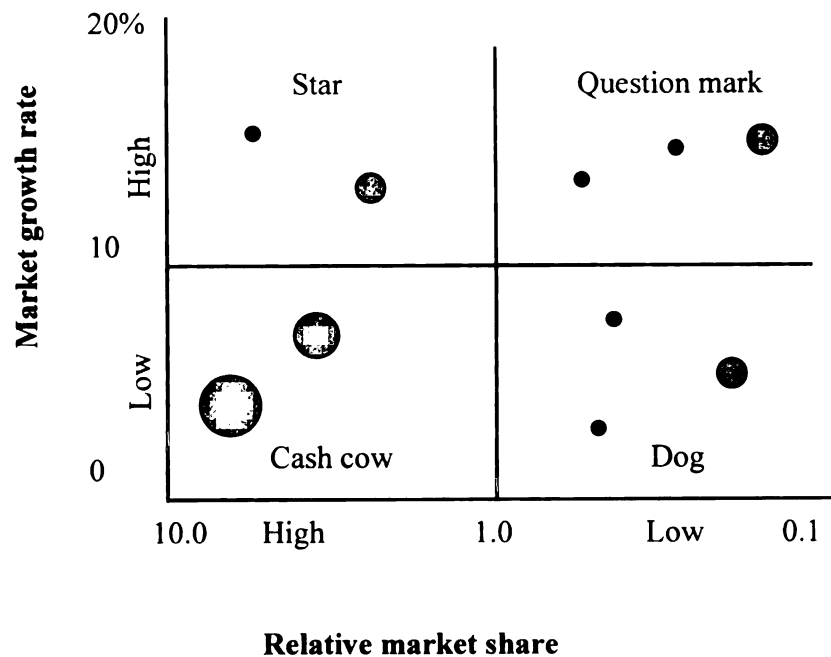 20%
Star
Question mark
Market growth rate
High
10
Low
Cash cow
Dog
0
10.0 High 1.0 Low 0.1
Relative market share